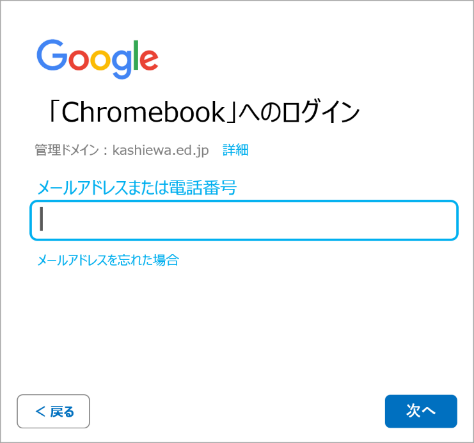 Google
「Chromebook」へのログイン
管理ドメイン：kashiewa.ed.jp 詳細
メールアドレスまたは電話番号
メールアドレスを忘れた場合
< 戻る 次へ